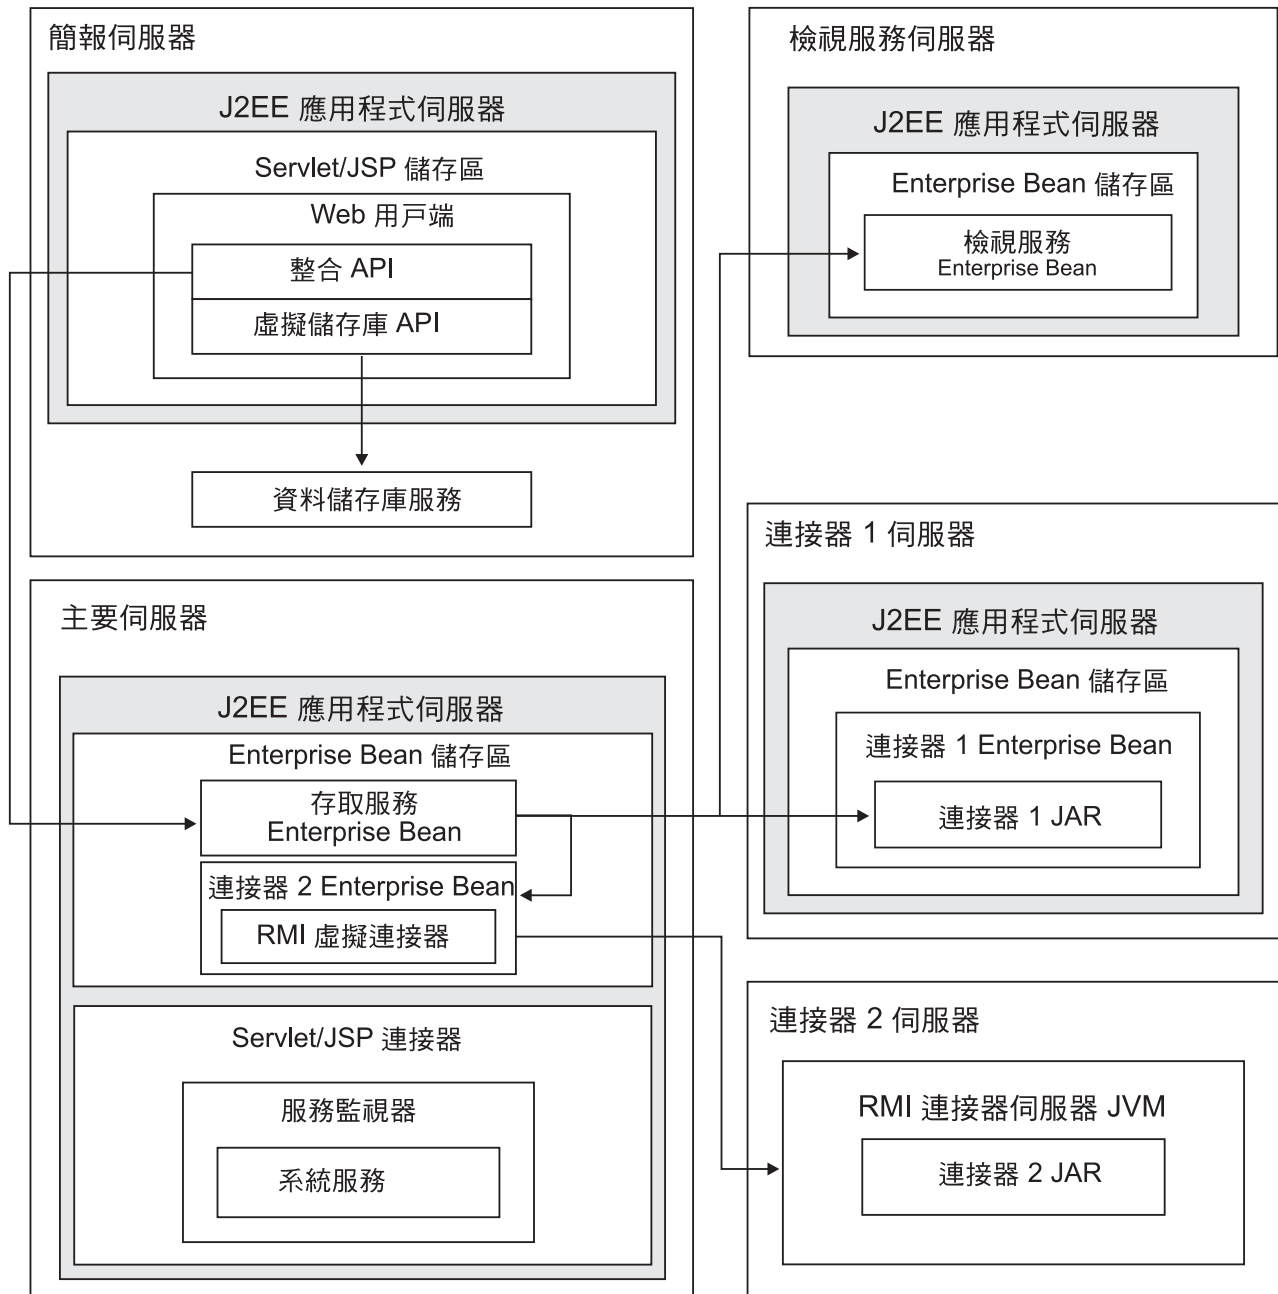 簡報伺服器
J2EE 應用程式伺服器
Servlet/JSP 儲存區
Web 用戶端
整合 API
虛擬儲存庫 API
資料儲存庫服務
檢視服務伺服器
J2EE 應用程式伺服器
Enterprise Bean 儲存區
檢視服務
Enterprise Bean
主要伺服器
J2EE 應用程式伺服器
Enterprise Bean 儲存區
存取服務
Enterprise Bean
連接器 2 Enterprise Bean
RMI 虛擬連接器
Servlet/JSP 連接器
服務監視器
系統服務
連接器 1 伺服器
J2EE 應用程式伺服器
Enterprise Bean 儲存區
連接器 1 Enterprise Bean
連接器 1 JAR
連接器 2 伺服器
RMI 連接器伺服器 JVM
連接器 2 JAR